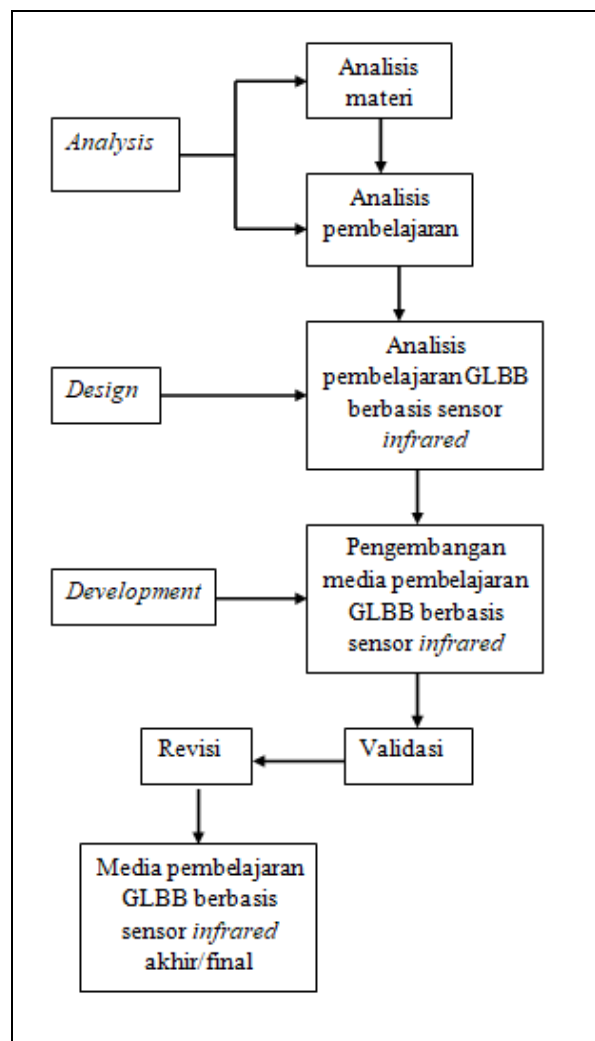 Analisis
materi
Analysis
Analisis
pembelajaran
Analisis
pembelajaran GLBB
berbasis sensor
infrared
Design
Pengembangan
media pembelajaran
GLBB berbasis
sensor infrared
Development
Revisi
Validasi
Media pembelajaran
GLBB berbasis
sensor infrared
akhir/final